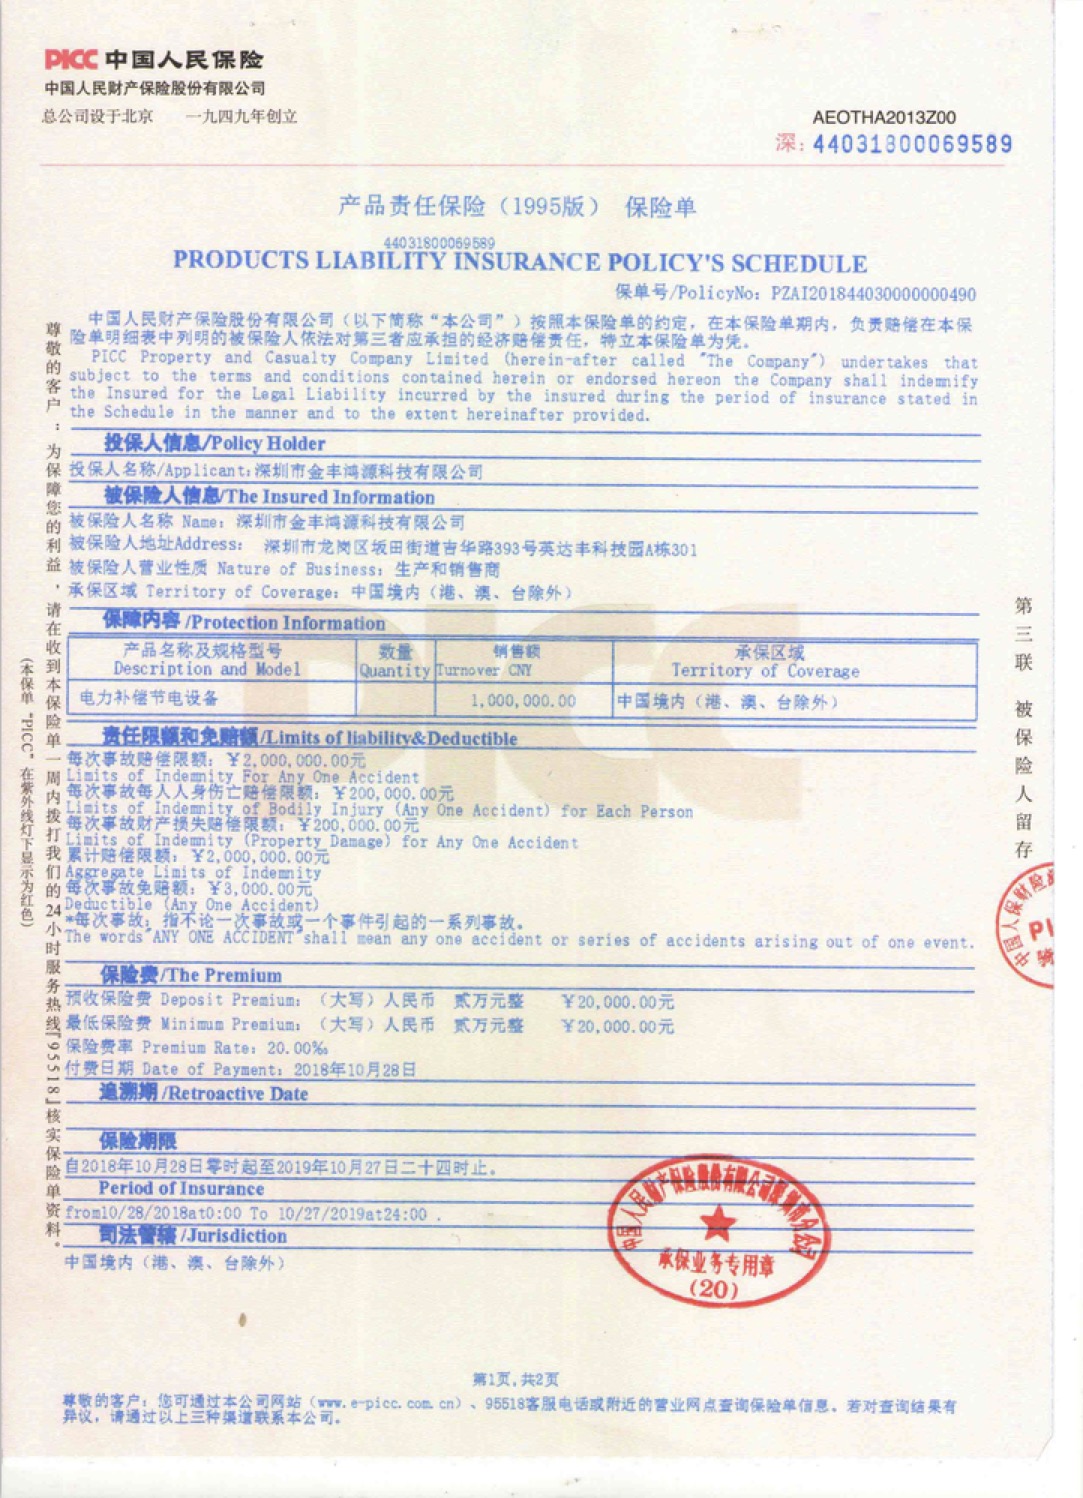 PICC 中国人民保险
中国人民财产保险股份有限公司
总公司设于北京 一九四九年创立
AEOTHA2013Z00
深: 44031800069589
产品责任保险（1995版） 保险单
44031800069589
PRODUCTS LIABILITY INSURANCE POLICY'S SCHEDULE
保单号/PolicyNo: PZAI201844030000000490
中国人民财产保险股份有限公司（以下简称“本公司”）按照本保险单的约定，在本保险单期内，负责赔偿在本保
险单明细表中列明的被保险人依法对第三者应承担的经济赔偿责任，特立本保险单为凭。
PICC Property and Casualty Company Limited (herein-after called "The Company") undertakes that
subject to the terms and conditions contained herein or endorsed hereon the Company shall indemnify
the Insured for the Legal Liability incurred by the insured during the period of insurance stated in
the Schedule in the manner and to the extent hereinafter provided.
投保人信息/Policy Holder
投保人名称/Applicant:深圳市金丰鸿源科技有限公司
被保险人信息/The Insured Information
被保险人名称 Name: 深圳市金丰鸿源科技有限公司
被保险人地址Address: 深圳市龙岗区坂田街道吉华路393号英达丰科技园A栋301
被保险人营业性质 Nature of Business: 生产和销售商
承保区域 Territory of Coverage: 中国境内（港、澳、台除外）
保障内容/Protection Information
产品名称及规格型号 数量 销售额 承保区域
Description and Model Quantity Turnover CNY Territory of Coverage
电力补偿节电设备 1,000,000.00 中国境内（港、澳、台除外）
责任限额和免赔额/Limits of liability&Deductible
每次事故赔偿限额: ￥2,000,000.00元
Limits of Indemnity For Any One Accident
每次事故每人人身伤亡赔偿限额: ￥200,000.00元
Limits of Indemnity of Bodily Injury (Any One Accident) for Each Person
每次事故财产损失赔偿限额: ￥200,000.00元
Limits of Indemnity (Property Damage) for Any One Accident
累计赔偿限额: ￥2,000,000.00元
Aggregate Limits of Indemnity
每次事故免赔额: ￥3,000.00元
Deductible (Any One Accident)
*每次事故: 指不论一次事故或一个事件引起的一系列事故。
The words"ANY ONE ACCIDENT"shall mean any one accident or series of accidents arising out of one event.
保险费/The Premium
预收保险费 Deposit Premium: （大写）人民币 贰万元整 ￥20,000.00元
最低保险费 Minimum Premium: （大写）人民币 贰万元整 ￥20,000.00元
保险费率 Premium Rate: 20.00‰
付费日期 Date of Payment: 2018年10月28日
追溯期/Retroactive Date
保险期限
自2018年10月28日零时起至2019年10月27日二十四时止。
Period of Insurance
from10/28/2018at0:00 To 10/27/2019at24:00 .
司法管辖/Jurisdiction
中国境内（港、澳、台除外）
中国人民财产保险股份有限公司深圳市分公司
承保业务专用章
(20)
第1页,共2页
尊敬的客户: 您可通过本公司网站（www.e-picc.com.cn）、95518客服电话或附近的营业网点查询保险单信息。若对查询结果有
异议，请通过以上三种渠道联系本公司。
尊敬的客户：为保障您的利益，请在收到本保险单一周内拨打我们的24小时服务热线『95518』核实保险单资料。
(本保单 "PICC" 在紫外线灯下显示为红色)
第三联 被保险人留存
中国人保财险
PI
PICC